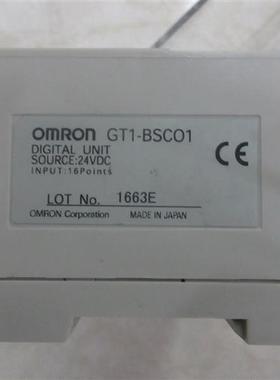 OMRON GT1-BSC01
DIGITAL UNIT
SOURCE:24VDC
INPUT:16Points
CE
LOT No. 1663E
OMRON Corporation MADE IN JAPAN